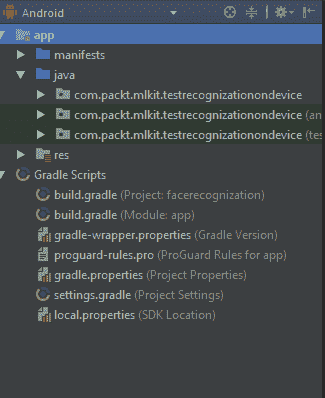 Android
app
manifests
java
com.packt.mlkit.testrecognizationondevice
com.packt.mlkit.testrecognizationondevice (an
com.packt.mlkit.testrecognizationondevice (tes
res
Gradle Scripts
build.gradle (Project: facerecognization)
build.gradle (Module: app)
gradle-wrapper.properties (Gradle Version)
proguard-rules.pro (ProGuard Rules for app)
gradle.properties (Project Properties)
settings.gradle (Project Settings)
local.properties (SDK Location)